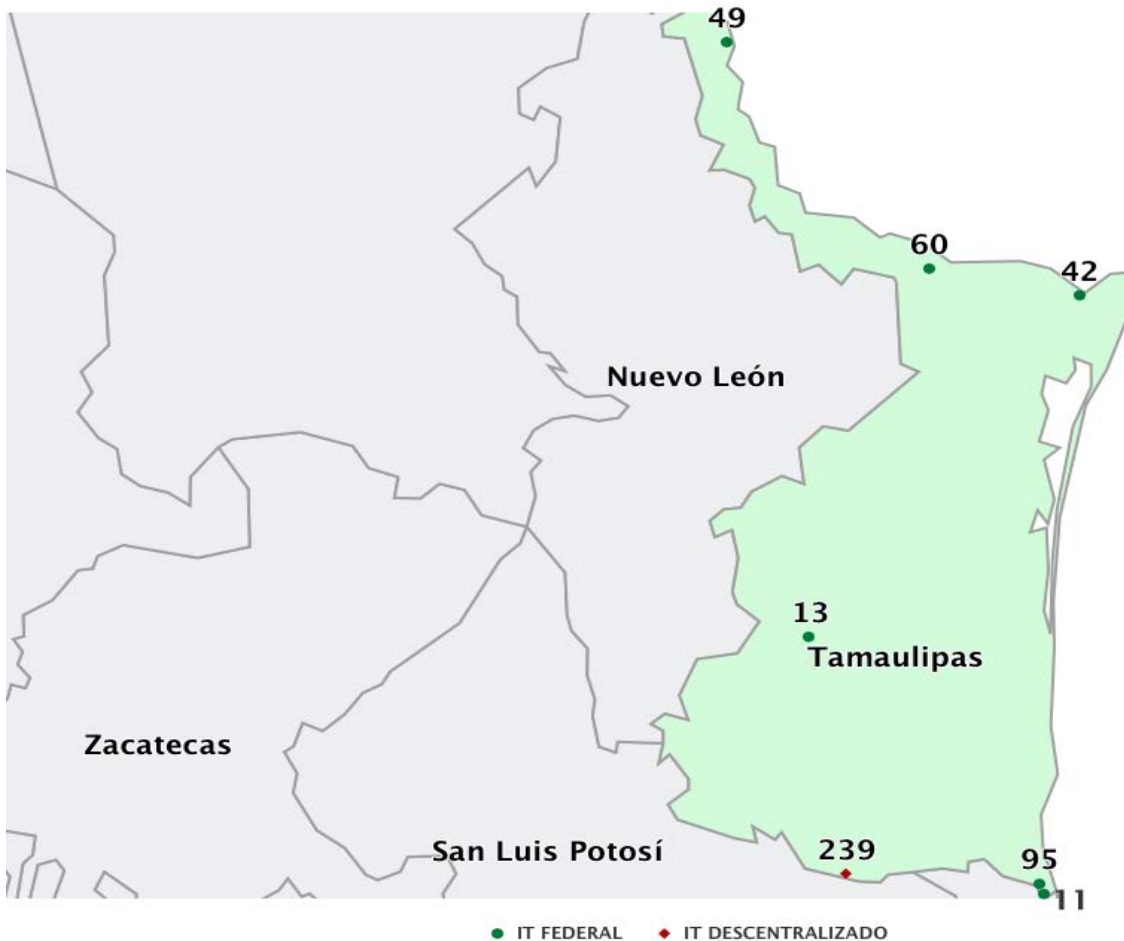 49
60
42
Nuevo León
13
Tamaulipas
Zacatecas
San Luis Potosí
239
95
11
IT FEDERAL
IT DESCENTRALIZADO